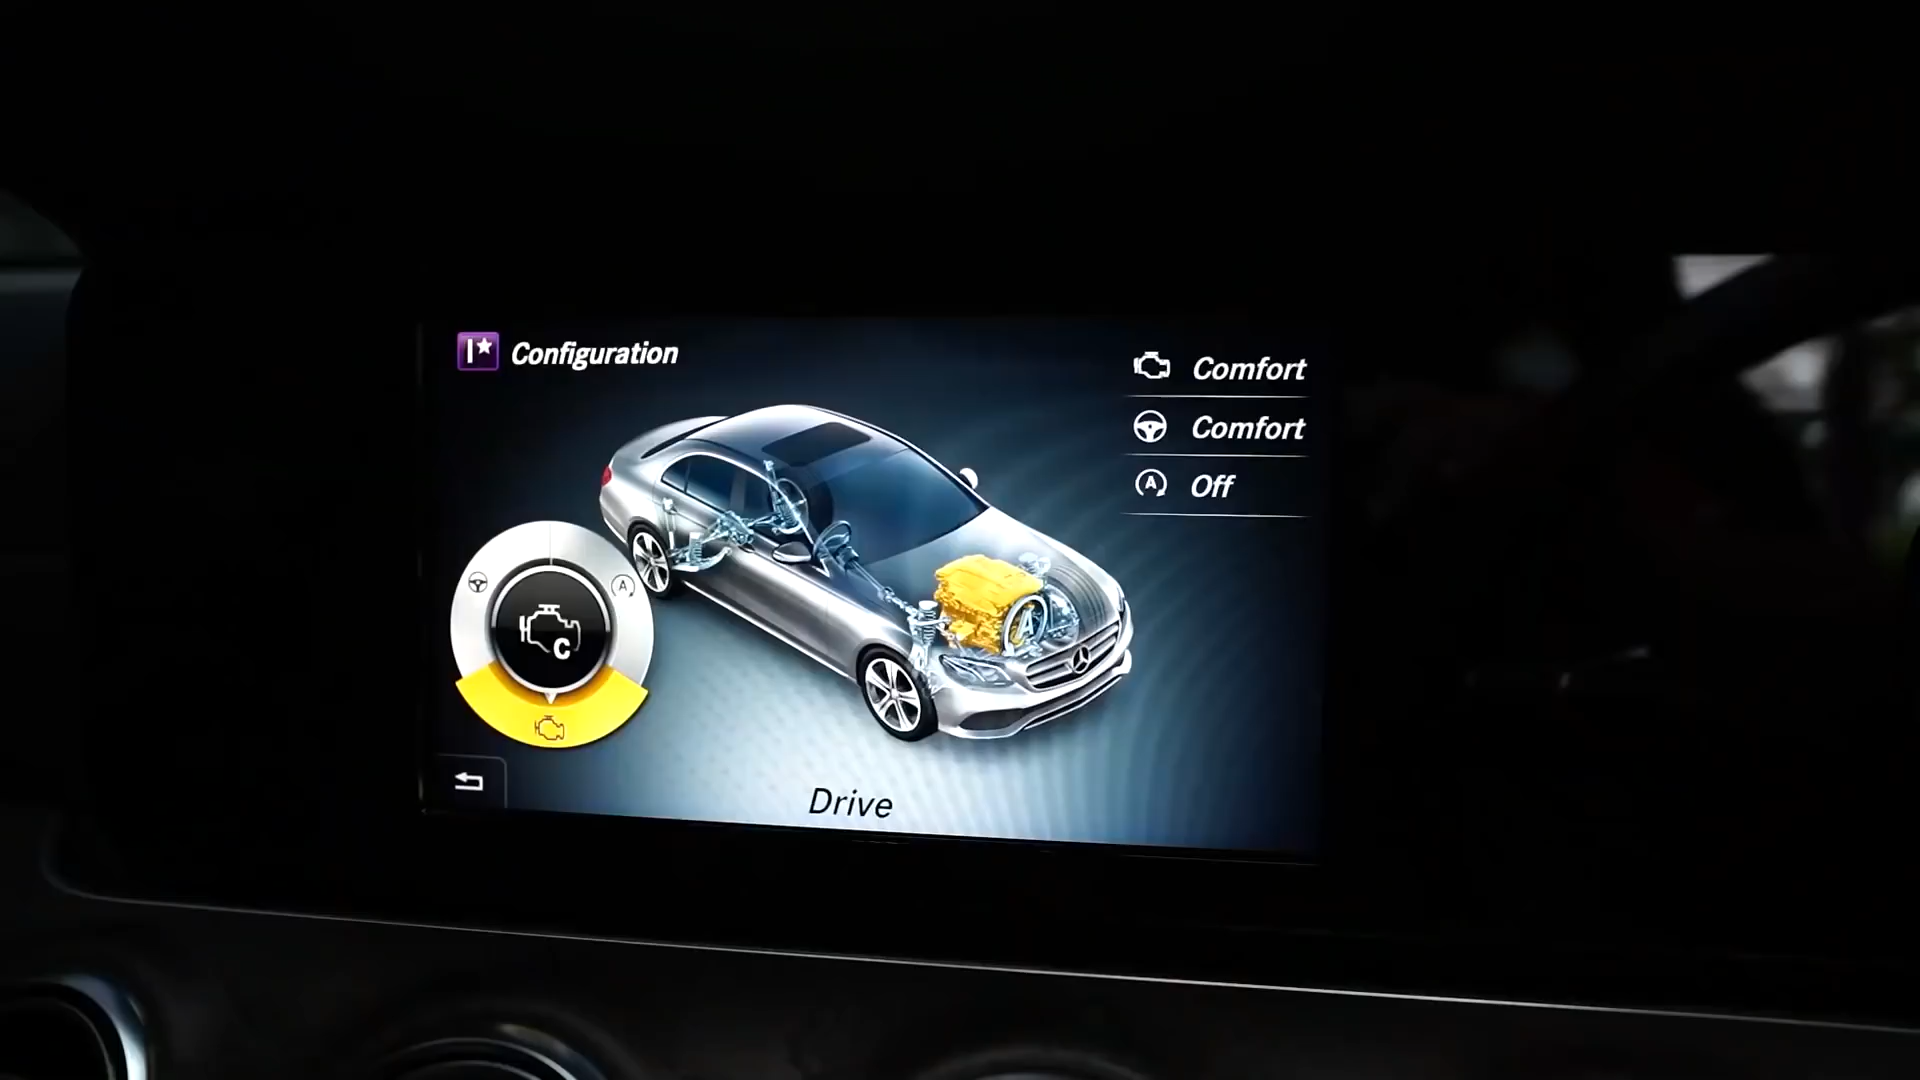 I★ Configuration
Comfort
Comfort
A Off
A
C
A
Drive